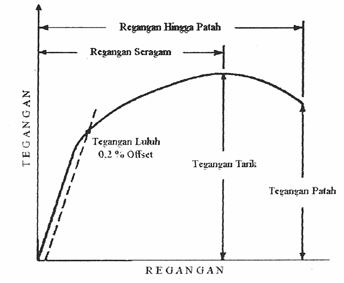 Regangan Hingga Patah
Regangan Seragam
Tegangan Luluh
0.2 % Offset
Tegangan Tarik
Tegangan Patah
TEGANGAN
REGANGAN